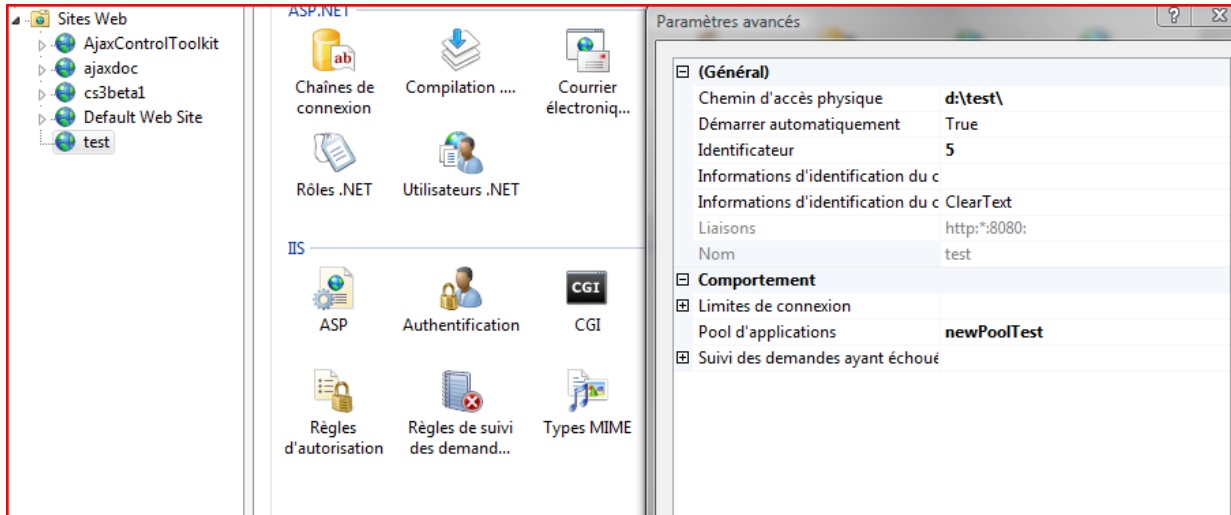 Sites Web
AjaxControlToolkit
ajaxdoc
cs3beta1
Default Web Site
test
ASP.NET
Chaînes de
connexion
Compilation ....
Courrier
électroniq...
Rôles .NET
Utilisateurs .NET
IIS
ASP
Authentification
CGI
CGI
Règles
d'autorisation
Règles de suivi
des demand...
Types MIME
Paramètres avancés
(Général)
Chemin d'accès physique d:\test\
Démarrer automatiquement True
Identificateur 5
Informations d'identification du c
Informations d'identification du c ClearText
Liaisons http:*:8080:
Nom test
Comportement
Limites de connexion
Pool d'applications newPoolTest
Suivi des demandes ayant échoué